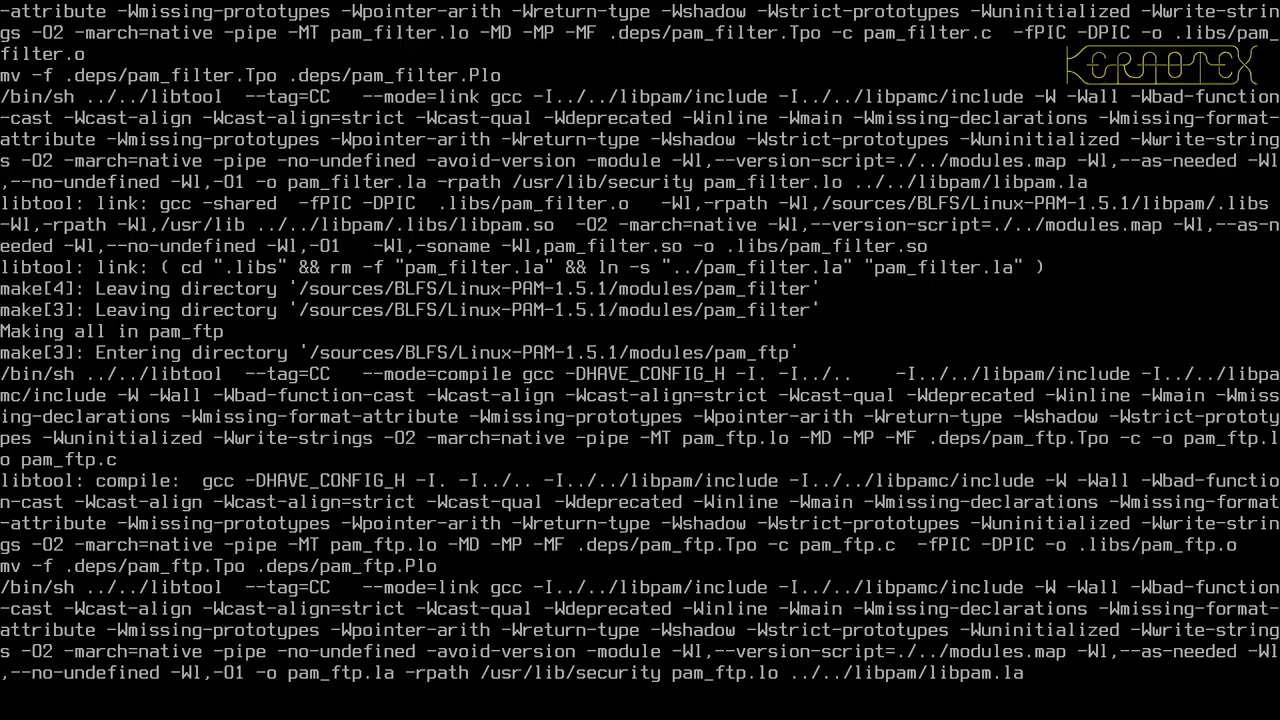 -attribute -Wmissing-prototypes -Wpointer-arith -Wreturn-type -Wshadow -Wstrict-prototypes -Wuninitialized -Wwrite-strin
gs -O2 -march=native -pipe -MT pam_filter.lo -MD -MP -MF .deps/pam_filter.Tpo -c pam_filter.c  -fPIC -DPIC -o .libs/pam_
filter.o
mv -f .deps/pam_filter.Tpo .deps/pam_filter.Plo
KERNOTEX
/bin/sh ../../libtool  --tag=CC   --mode=link gcc -I../../libpam/include -I../../libpamc/include -W -Wall -Wbad-function
-cast -Wcast-align -Wcast-align=strict -Wcast-qual -Wdeprecated -Winline -Wmain -Wmissing-declarations -Wmissing-format-
attribute -Wmissing-prototypes -Wpointer-arith -Wreturn-type -Wshadow -Wstrict-prototypes -Wuninitialized -Wwrite-string
s -O2 -march=native -pipe -no-undefined -avoid-version -module -Wl,--version-script=./../modules.map -Wl,--as-needed -Wl
,--no-undefined -Wl,-O1 -o pam_filter.la -rpath /usr/lib/security pam_filter.lo ../../libpam/libpam.la
libtool: link: gcc -shared  -fPIC -DPIC  .libs/pam_filter.o   -Wl,-rpath -Wl,/sources/BLFS/Linux-PAM-1.5.1/libpam/.libs
-Wl,-rpath -Wl,/usr/lib ../../libpam/.libs/libpam.so  -O2 -march=native -Wl,--version-script=./../modules.map -Wl,--as-n
eeded -Wl,--no-undefined -Wl,-O1   -Wl,-soname -Wl,pam_filter.so -o .libs/pam_filter.so
libtool: link: ( cd ".libs" && rm -f "pam_filter.la" && ln -s "../pam_filter.la" "pam_filter.la" )
make[4]: Leaving directory '/sources/BLFS/Linux-PAM-1.5.1/modules/pam_filter'
make[3]: Leaving directory '/sources/BLFS/Linux-PAM-1.5.1/modules/pam_filter'
Making all in pam_ftp
make[3]: Entering directory '/sources/BLFS/Linux-PAM-1.5.1/modules/pam_ftp'
/bin/sh ../../libtool  --tag=CC   --mode=compile gcc -DHAVE_CONFIG_H -I. -I../..    -I../../libpam/include -I../../libpa
mc/include -W -Wall -Wbad-function-cast -Wcast-align -Wcast-align=strict -Wcast-qual -Wdeprecated -Winline -Wmain -Wmiss
ing-declarations -Wmissing-format-attribute -Wmissing-prototypes -Wpointer-arith -Wreturn-type -Wshadow -Wstrict-prototy
pes -Wuninitialized -Wwrite-strings -O2 -march=native -pipe -MT pam_ftp.lo -MD -MP -MF .deps/pam_ftp.Tpo -c -o pam_ftp.l
o pam_ftp.c
libtool: compile:  gcc -DHAVE_CONFIG_H -I. -I../.. -I../../libpam/include -I../../libpamc/include -W -Wall -Wbad-functio
n-cast -Wcast-align -Wcast-align=strict -Wcast-qual -Wdeprecated -Winline -Wmain -Wmissing-declarations -Wmissing-format
-attribute -Wmissing-prototypes -Wpointer-arith -Wreturn-type -Wshadow -Wstrict-prototypes -Wuninitialized -Wwrite-strin
gs -O2 -march=native -pipe -MT pam_ftp.lo -MD -MP -MF .deps/pam_ftp.Tpo -c pam_ftp.c  -fPIC -DPIC -o .libs/pam_ftp.o
mv -f .deps/pam_ftp.Tpo .deps/pam_ftp.Plo
/bin/sh ../../libtool  --tag=CC   --mode=link gcc -I../../libpam/include -I../../libpamc/include -W -Wall -Wbad-function
-cast -Wcast-align -Wcast-align=strict -Wcast-qual -Wdeprecated -Winline -Wmain -Wmissing-declarations -Wmissing-format-
attribute -Wmissing-prototypes -Wpointer-arith -Wreturn-type -Wshadow -Wstrict-prototypes -Wuninitialized -Wwrite-string
s -O2 -march=native -pipe -no-undefined -avoid-version -module -Wl,--version-script=./../modules.map -Wl,--as-needed -Wl
,--no-undefined -Wl,-O1 -o pam_ftp.la -rpath /usr/lib/security pam_ftp.lo ../../libpam/libpam.la